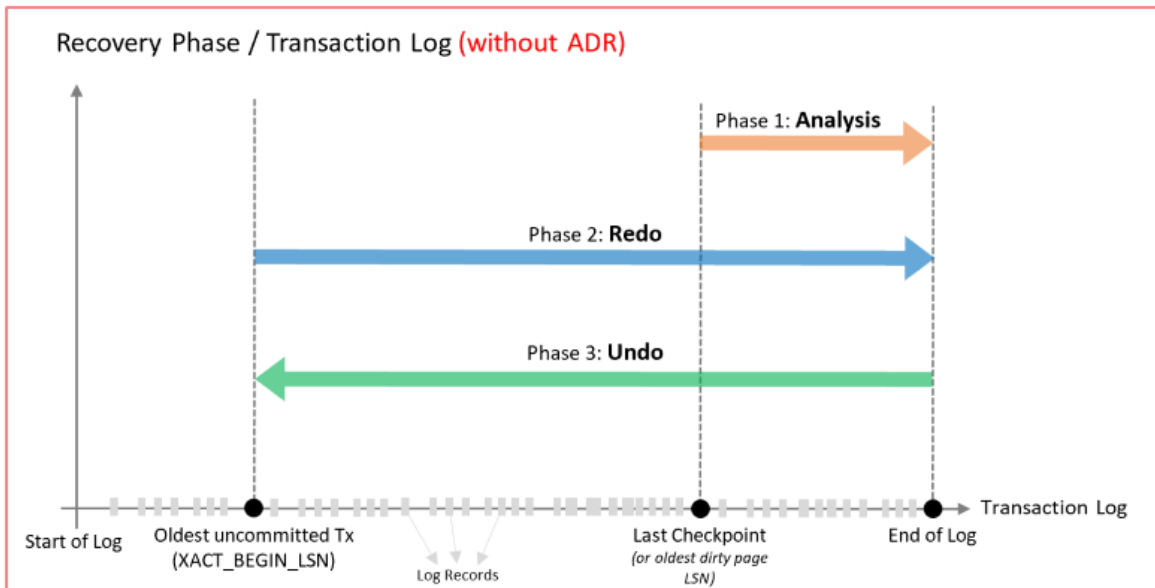 Recovery Phase / Transaction Log (without ADR)
Phase 1: Analysis
Phase 2: Redo
Phase 3: Undo
Transaction Log
Start of Log
Oldest uncommitted Tx
(XACT_BEGIN_LSN)
Log Records
Last Checkpoint
(or oldest dirty page
LSN)
End of Log